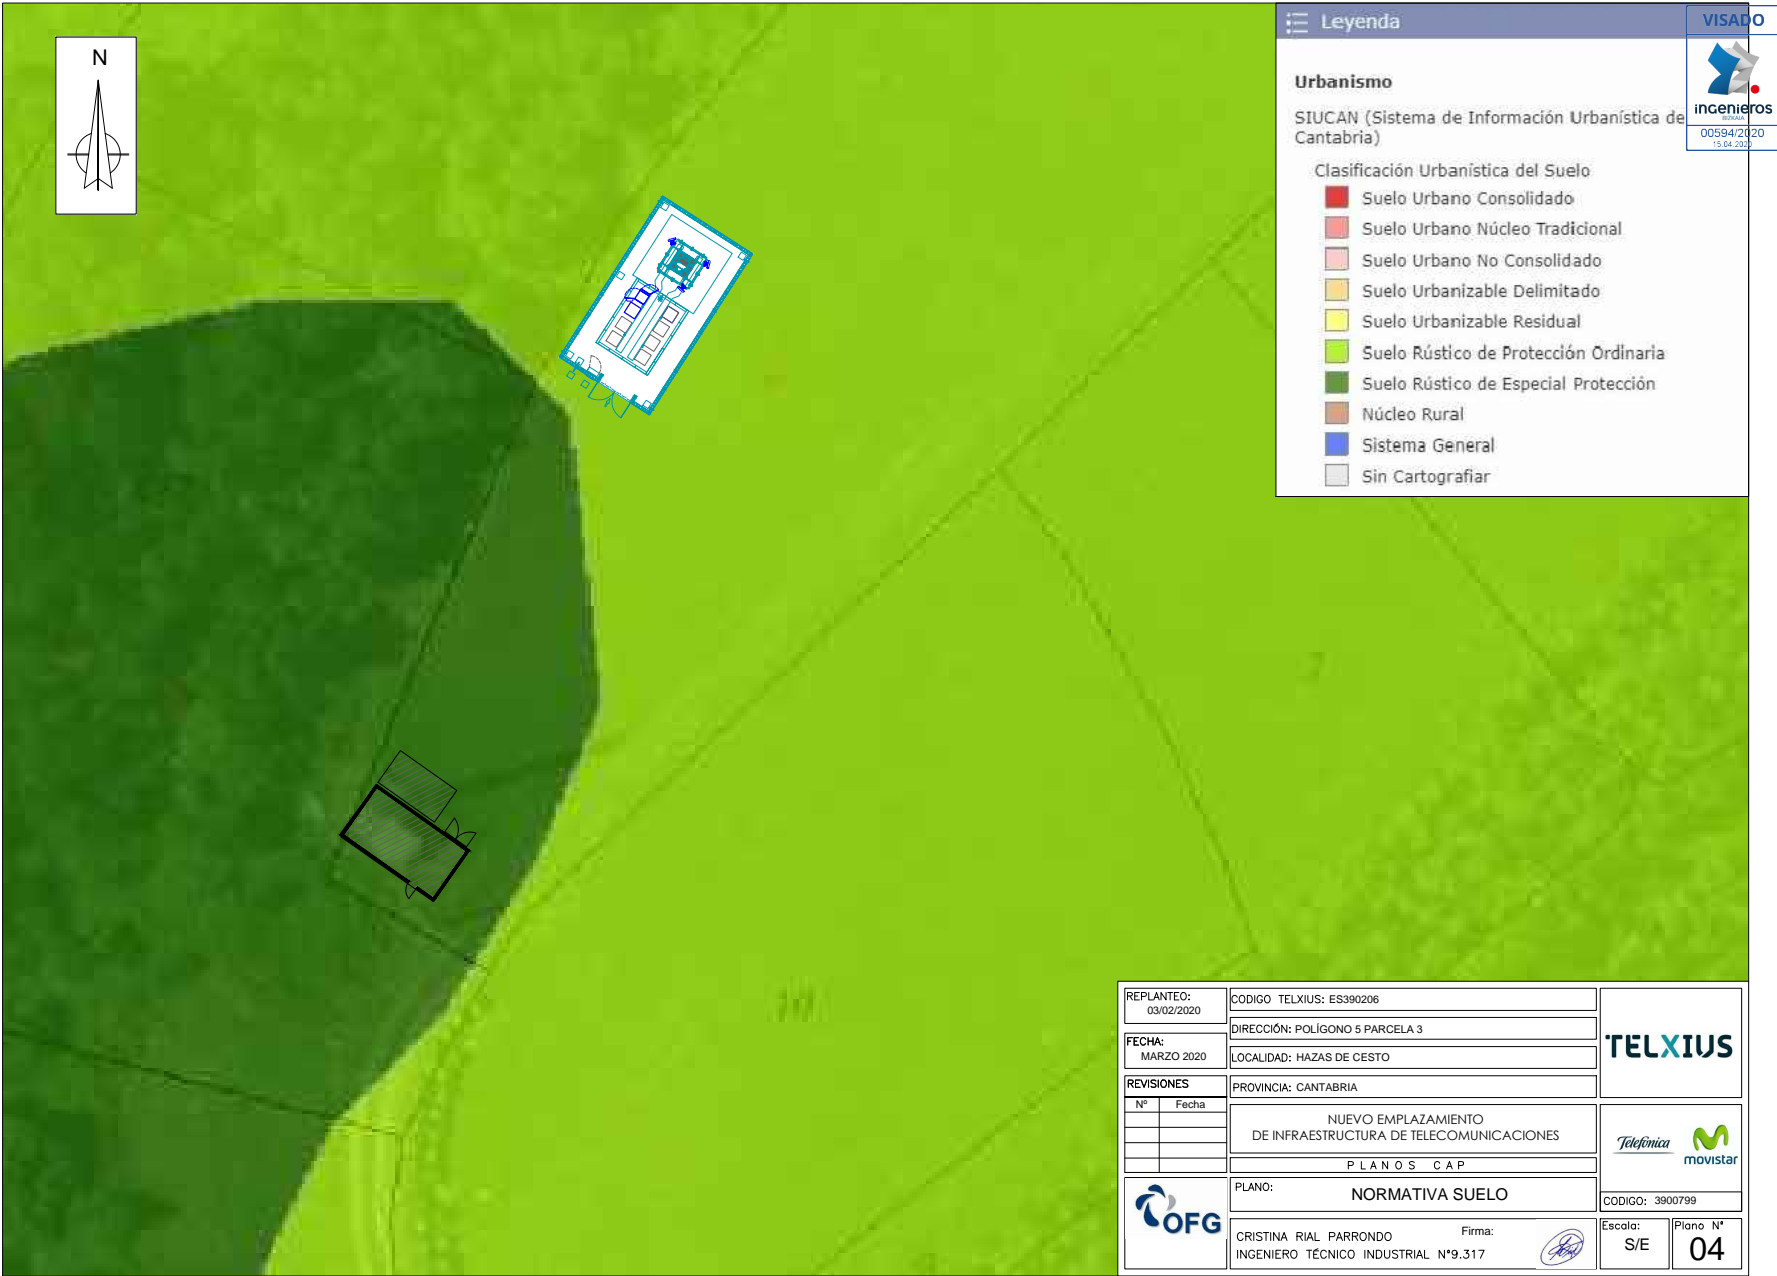 N
Leyenda
Urbanismo
SIUCAN (Sistema de Información Urbanística de
Cantabria)
Clasificación Urbanística del Suelo
Suelo Urbano Consolidado
Suelo Urbano Núcleo Tradicional
Suelo Urbano No Consolidado
Suelo Urbanizable Delimitado
Suelo Urbanizable Residual
Suelo Rústico de Protección Ordinaria
Suelo Rústico de Especial Protección
Núcleo Rural
Sistema General
Sin Cartografiar
VISADO
ingenieros
BIZKAIA
00594/2020
15.04.2020
REPLANTEO:
03/02/2020
FECHA:
MARZO 2020
REVISIONES
Nº Fecha
CODIGO TELXIUS: ES390206
DIRECCIÓN: POLÍGONO 5 PARCELA 3
LOCALIDAD: HAZAS DE CESTO
PROVINCIA: CANTABRIA
NUEVO EMPLAZAMIENTO
DE INFRAESTRUCTURA DE TELECOMUNICACIONES
PLANOS CAP
PLANO: NORMATIVA SUELO
CRISTINA RIAL PARRONDO Firma:
INGENIERO TÉCNICO INDUSTRIAL Nº9.317
OFG
TELXIUS
Telefónica
movistar
CODIGO: 3900799
Escala:
S/E
Plano Nº
04